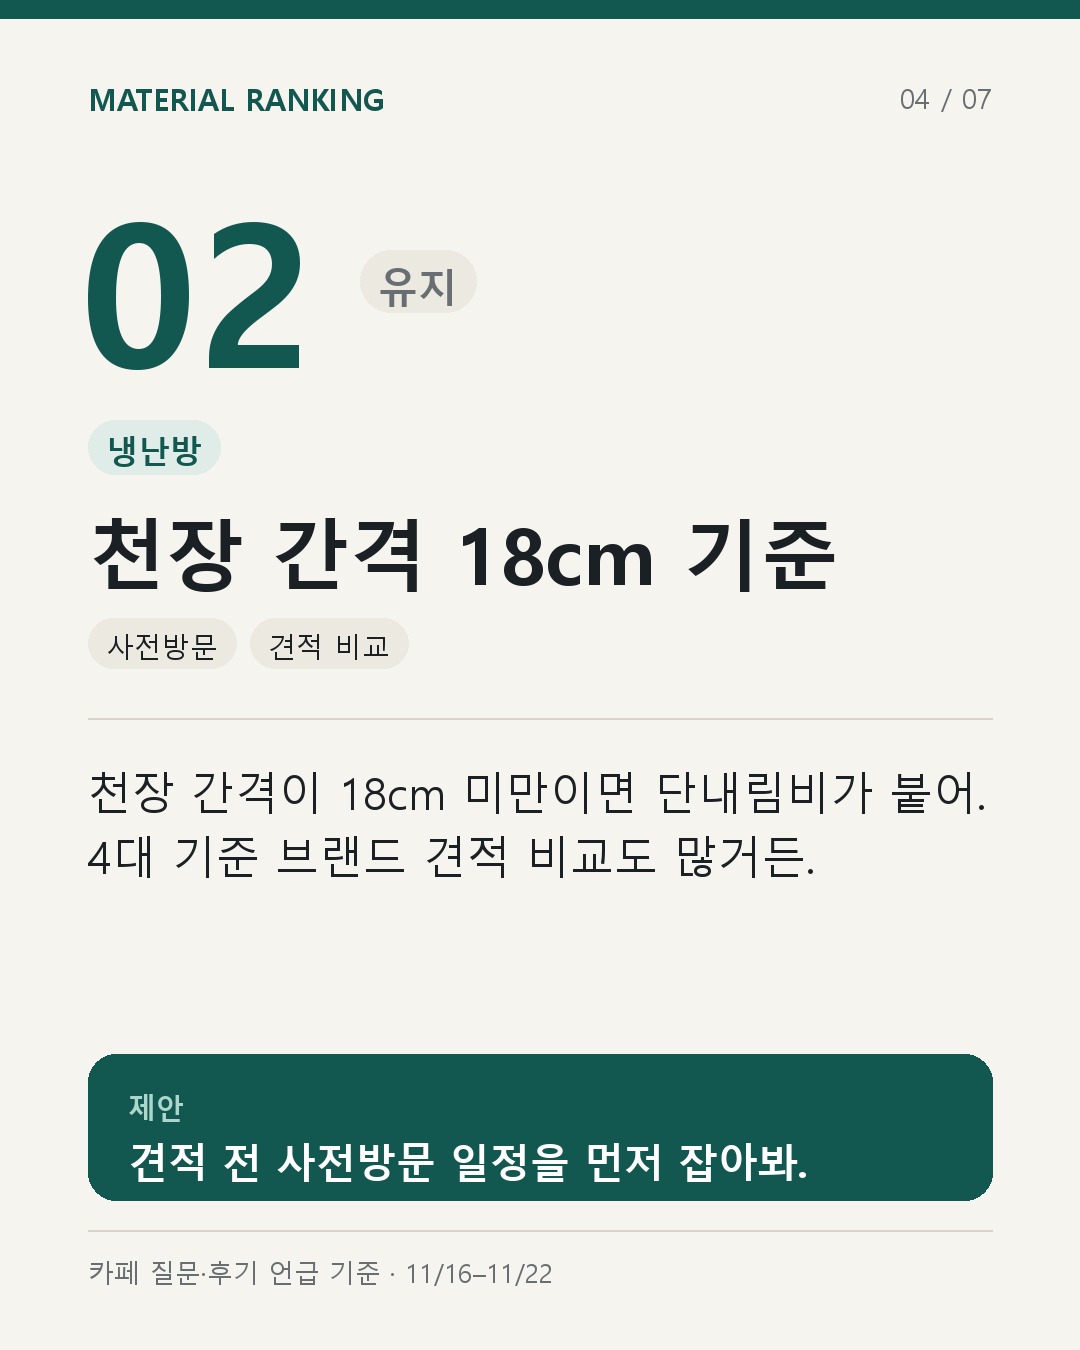 MATERIAL RANKING
04 / 07
02
유지
냉난방
천장 간격 18cm 기준
사전방문
견적 비교
천장 간격이 18cm 미만이면 단내림비가 붙어.
4대 기준 브랜드 견적 비교도 많거든.
제안
견적 전 사전방문 일정을 먼저 잡아봐.
카페 질문·후기 언급 기준 · 11/16–11/22